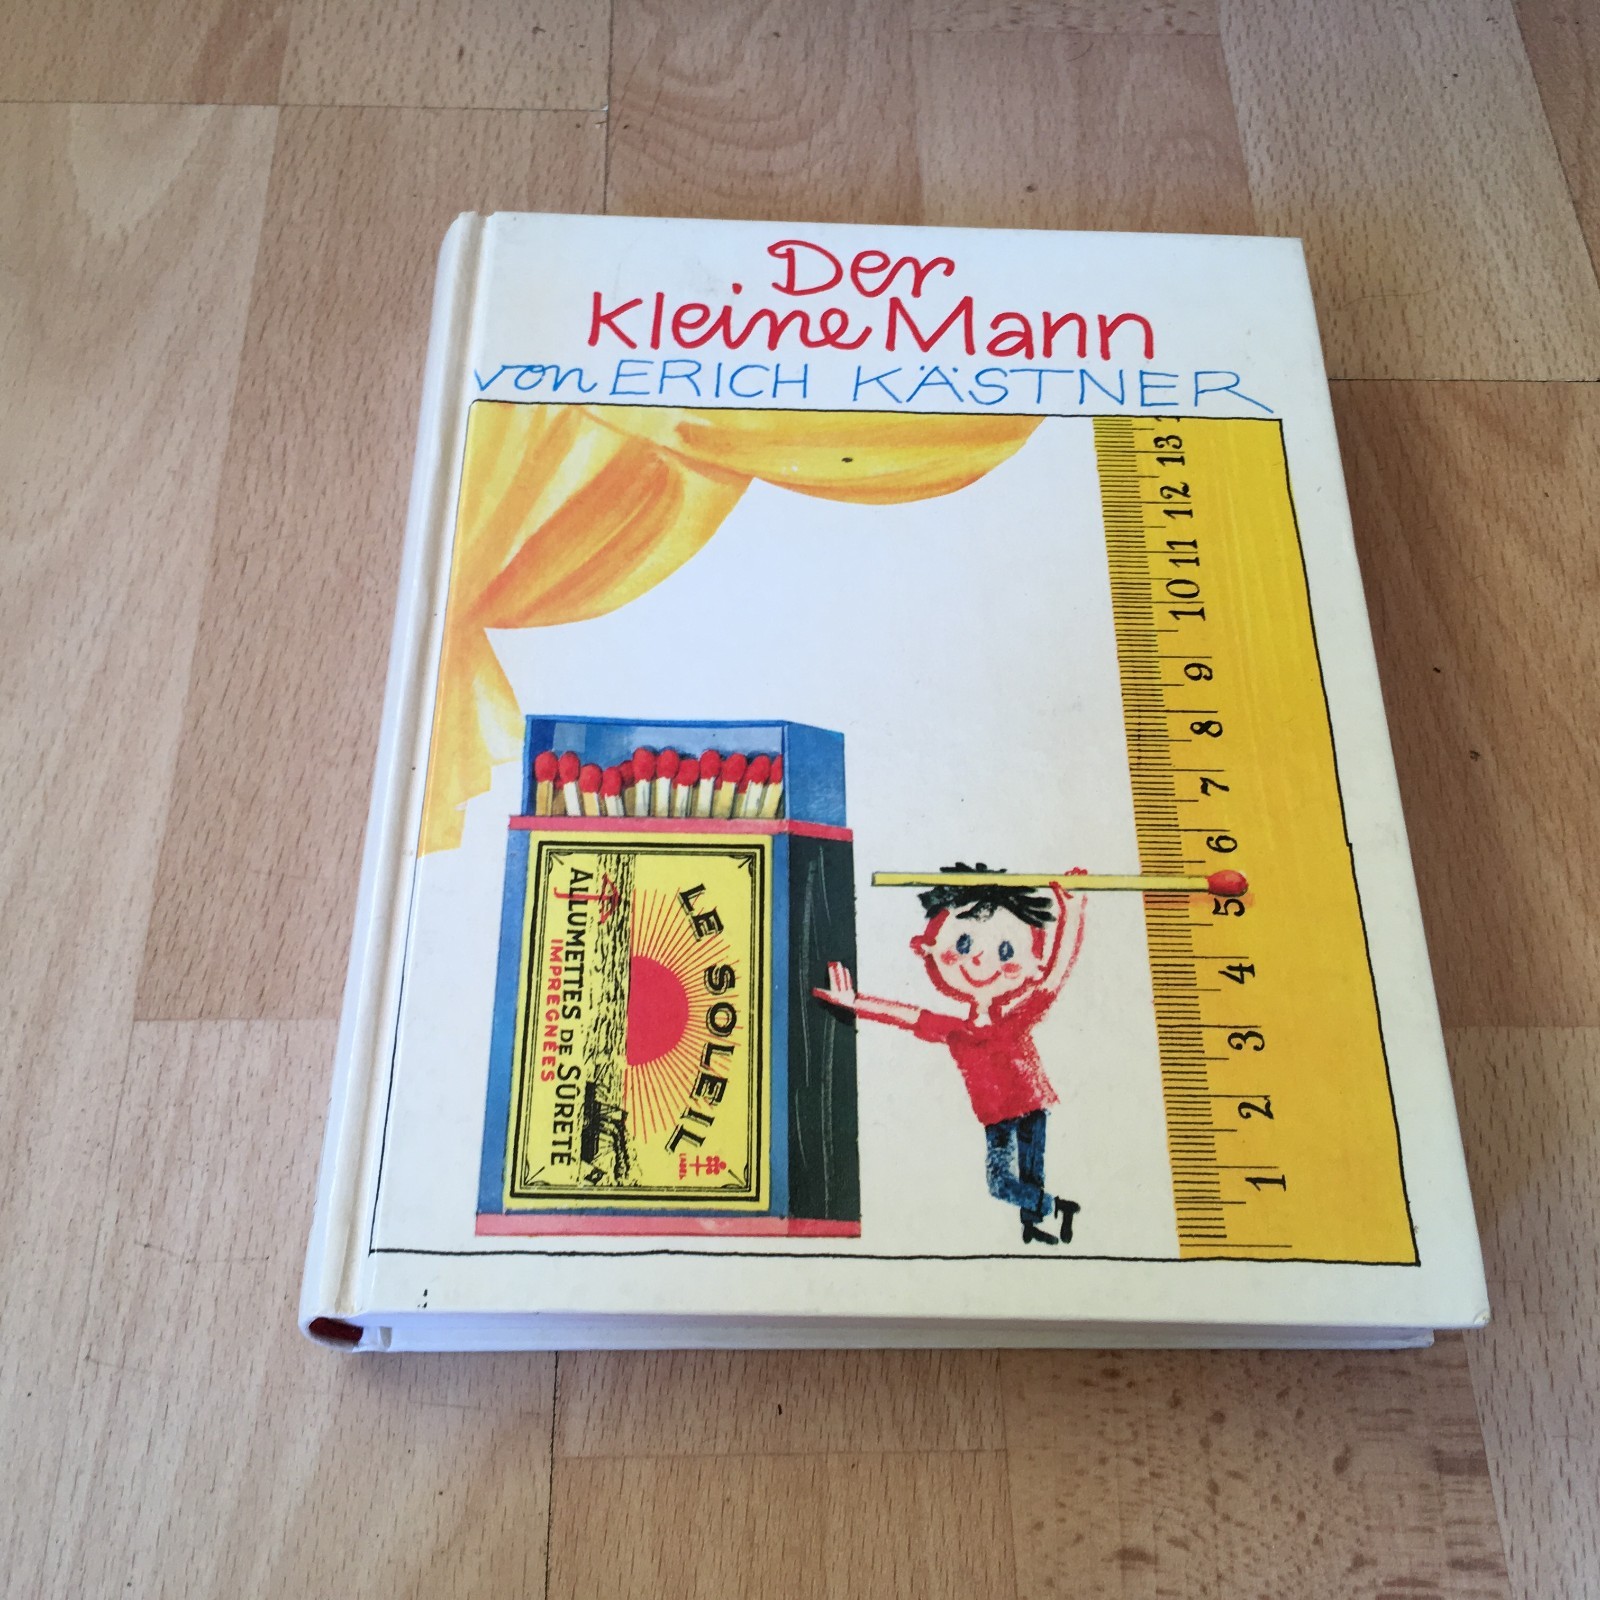 Der
kleine Mann
von ERICH KÄSTNER
13
12
11
10
9
8
7
6
5
4
3
2
1
LE SOLEIL
ALLUMETTES DE SÛRETÉ
IMPREGNÉES